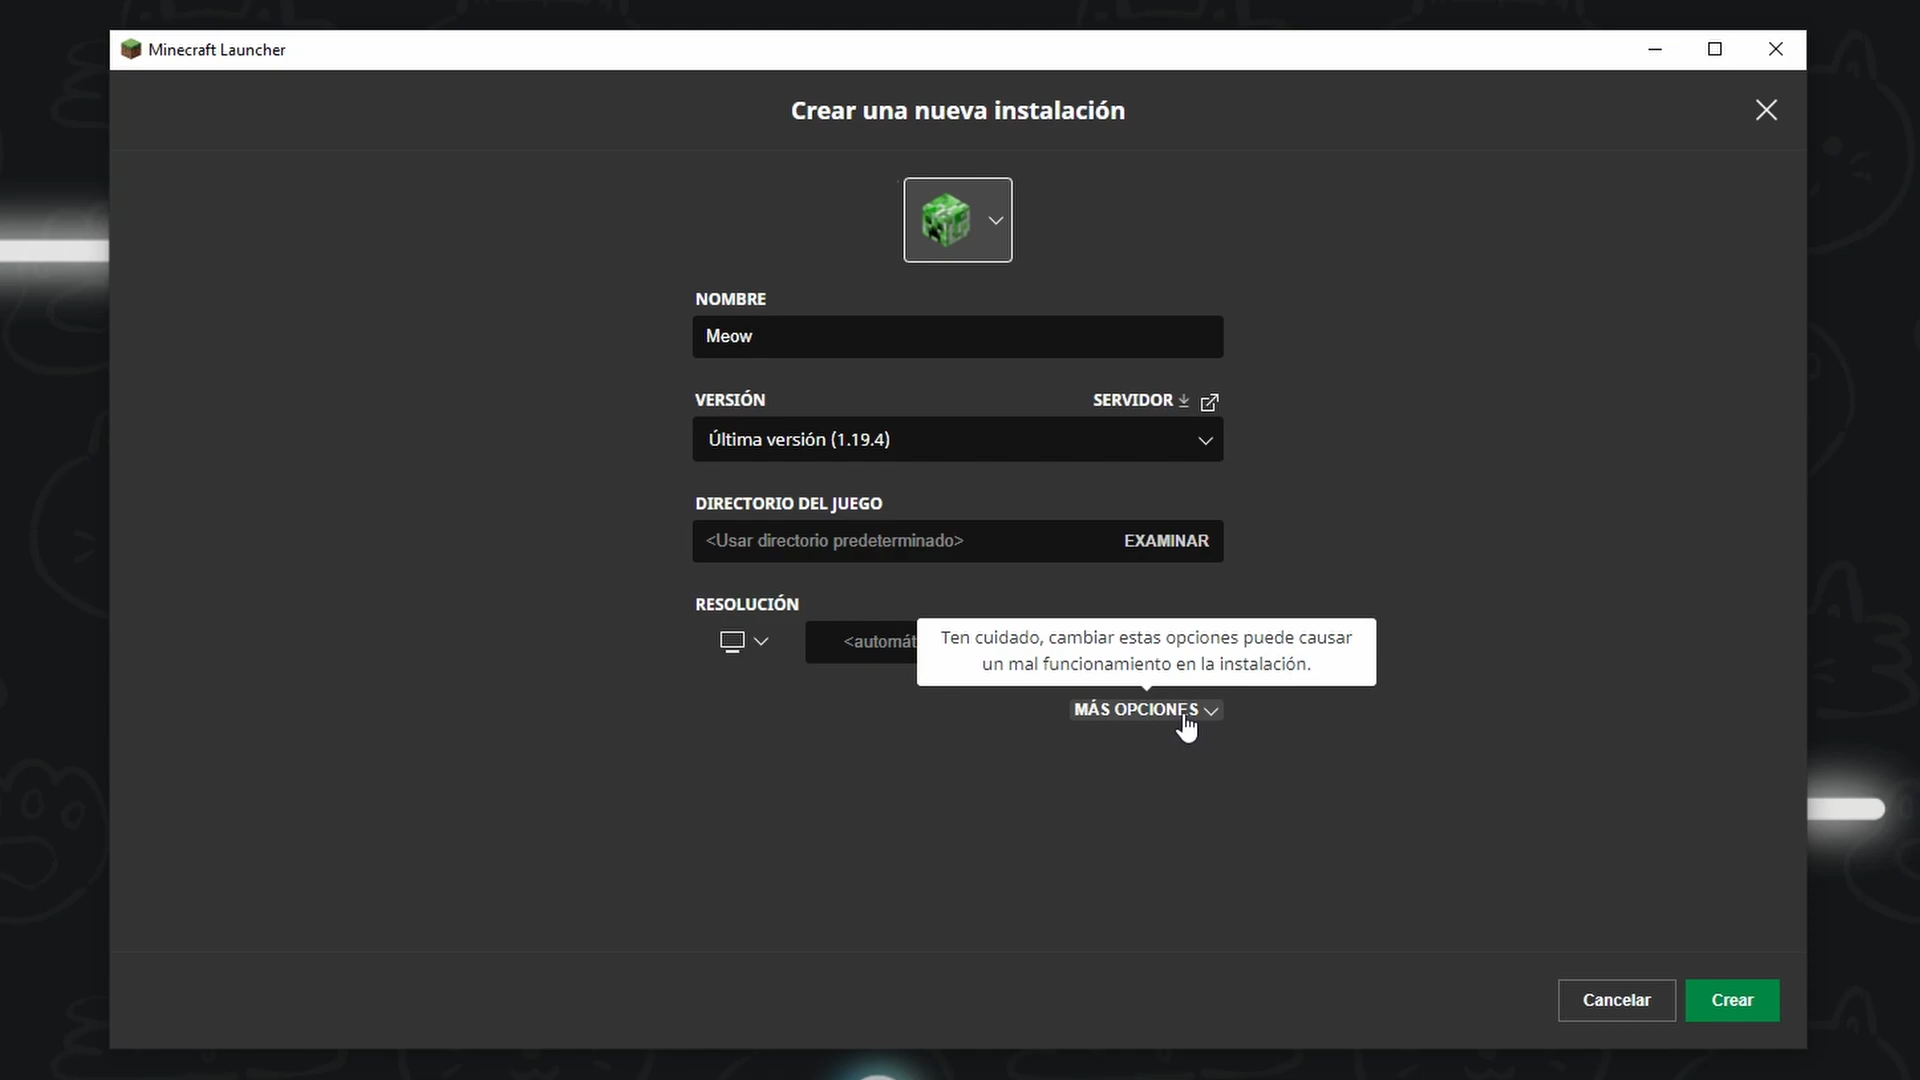 Minecraft Launcher
Crear una nueva instalación
NOMBRE
Meow
VERSIÓN
SERVIDOR
Última versión (1.19.4)
DIRECTORIO DEL JUEGO
<Usar directorio predeterminado>
EXAMINAR
RESOLUCIÓN
<automát
Ten cuidado, cambiar estas opciones puede causar
un mal funcionamiento en la instalación.
MÁS OPCIONES
Cancelar
Crear